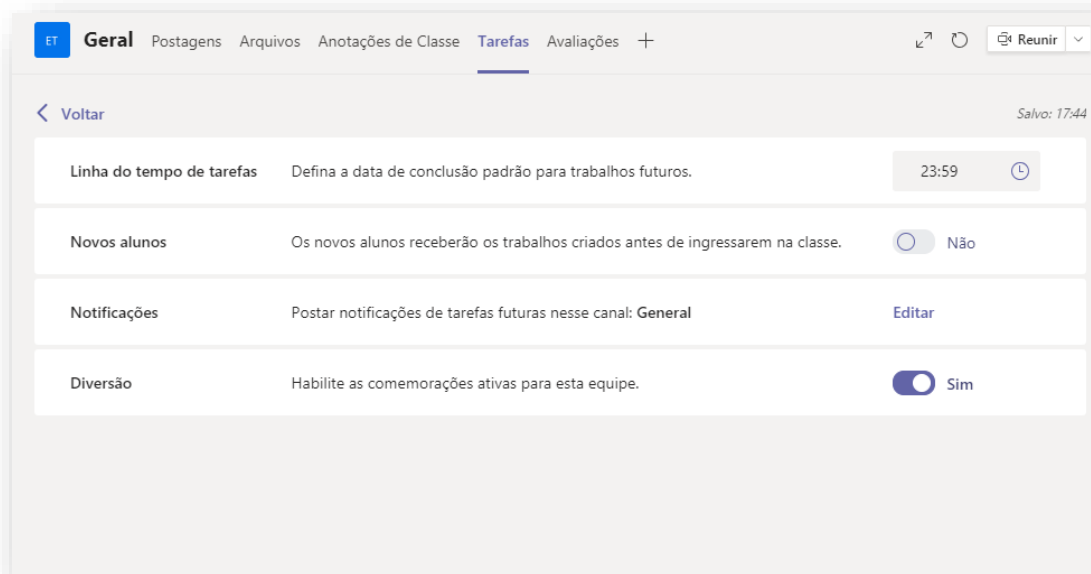 ET Geral Postagens Arquivos Anotações de Classe Tarefas Avaliações + Reunir
Voltar Salvo: 17:44
Linha do tempo de tarefas Defina a data de conclusão padrão para trabalhos futuros. 23:59
Novos alunos Os novos alunos receberão os trabalhos criados antes de ingressarem na classe. Não
Notificações Postar notificações de tarefas futuras nesse canal: General Editar
Diversão Habilite as comemorações ativas para esta equipe. Sim